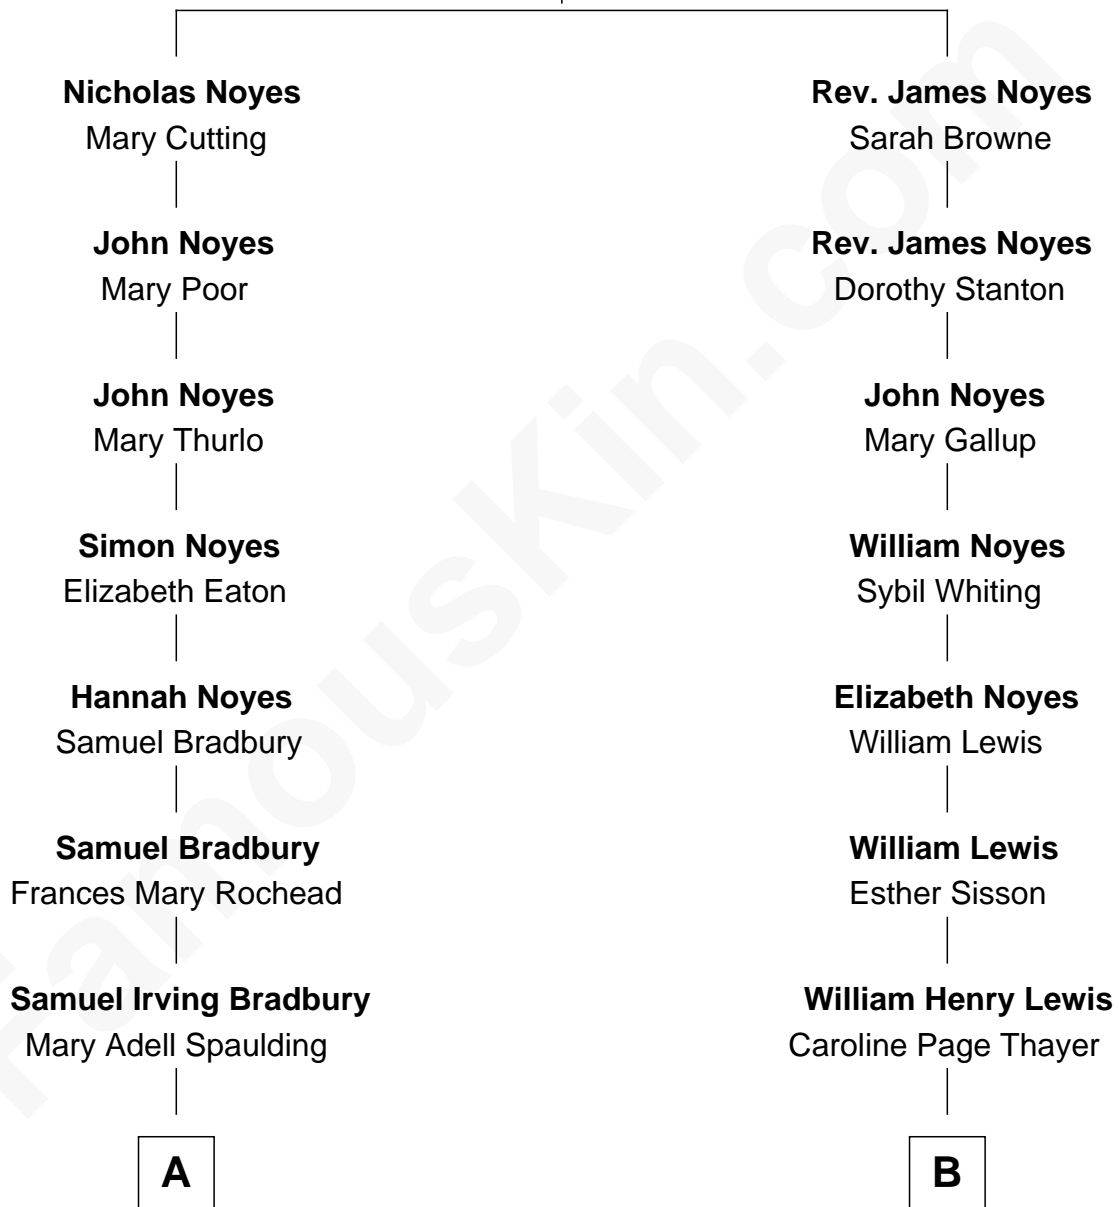 Nicholas Noyes
Mary Cutting
John Noyes
Mary Poor
John Noyes
Mary Thurlo
Simon Noyes
Elizabeth Eaton
Hannah Noyes
Samuel Bradbury
Samuel Bradbury
Frances Mary Rochead
Samuel Irving Bradbury
Mary Adell Spaulding
A
Rev. James Noyes
Sarah Browne
Rev. James Noyes
Dorothy Stanton
John Noyes
Mary Gallup
William Noyes
Sybil Whiting
Elizabeth Noyes
William Lewis
William Lewis
Esther Sisson
William Henry Lewis
Caroline Page Thayer
B
FamousKin.com